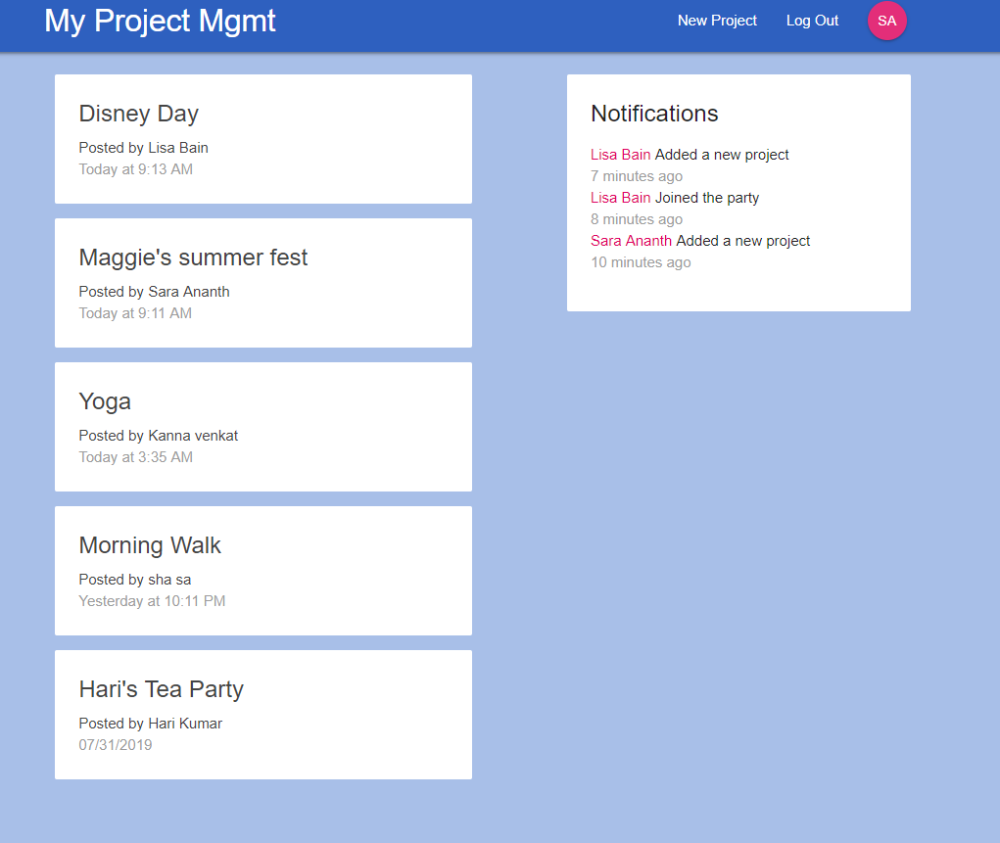 My Project Mgmt
New Project
Log Out
SA
Disney Day
Posted by Lisa Bain
Today at 9:13 AM
Maggie's summer fest
Posted by Sara Ananth
Today at 9:11 AM
Yoga
Posted by Kanna venkat
Today at 3:35 AM
Morning Walk
Posted by sha sa
Yesterday at 10:11 PM
Hari's Tea Party
Posted by Hari Kumar
07/31/2019
Notifications
Lisa Bain Added a new project
7 minutes ago
Lisa Bain Joined the party
8 minutes ago
Sara Ananth Added a new project
10 minutes ago